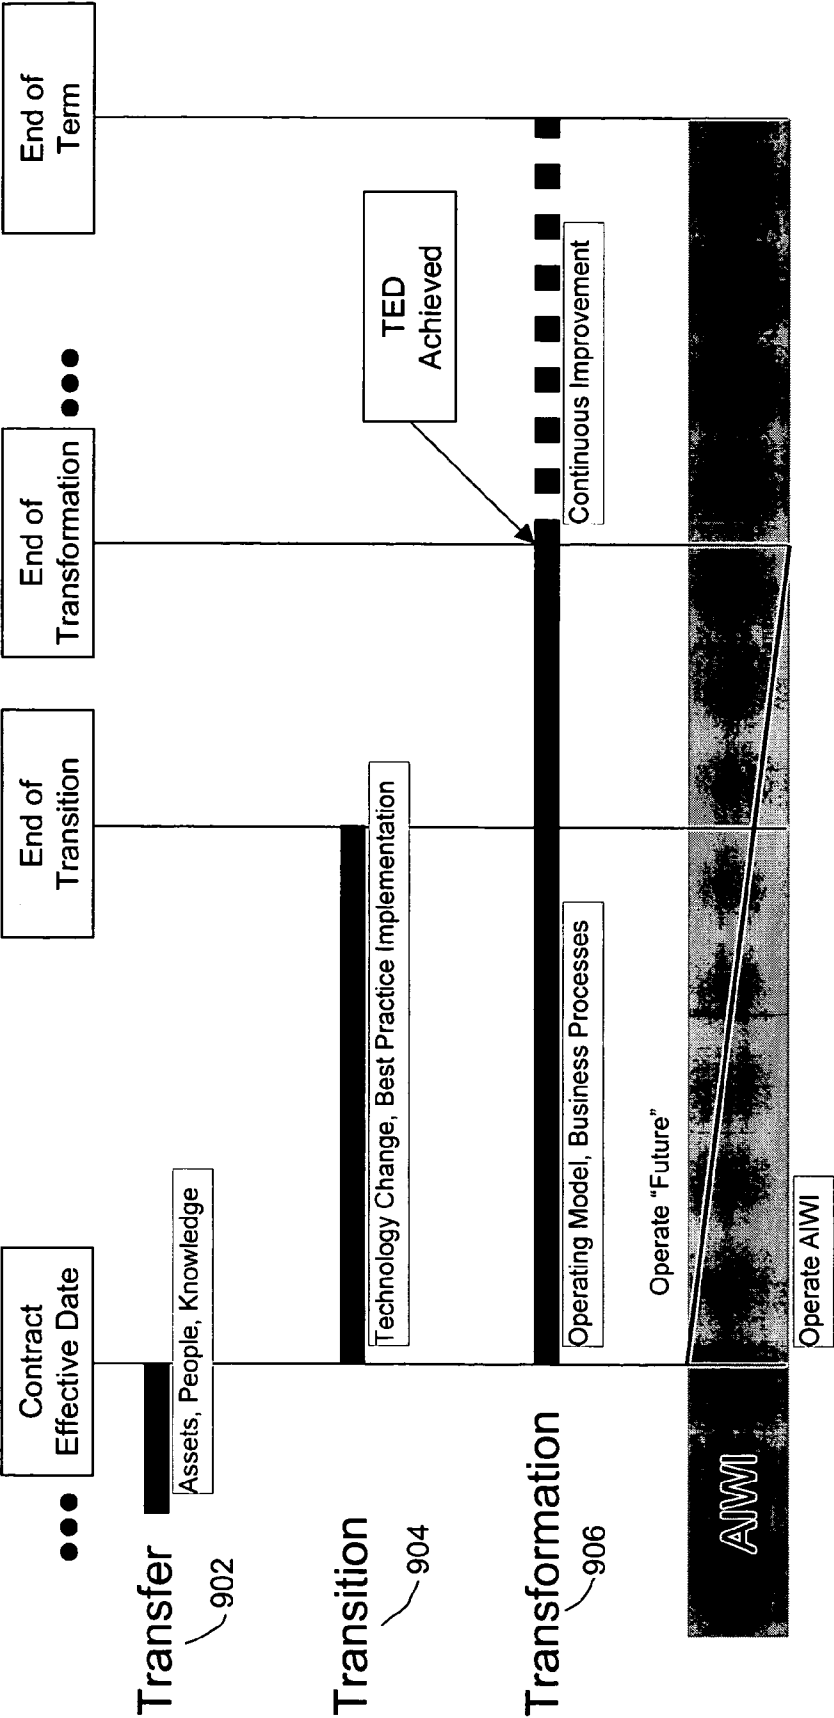 Contract
Effective Date
End of
Transition
End of
Transformation
End of
Term
Transfer
902
Assets, People, Knowledge
Transition
904
Technology Change, Best Practice Implementation
TED
Achieved
Transformation
906
Operating Model, Business Processes
Continuous Improvement
Operate “Future”
AIWI
Operate AIWI